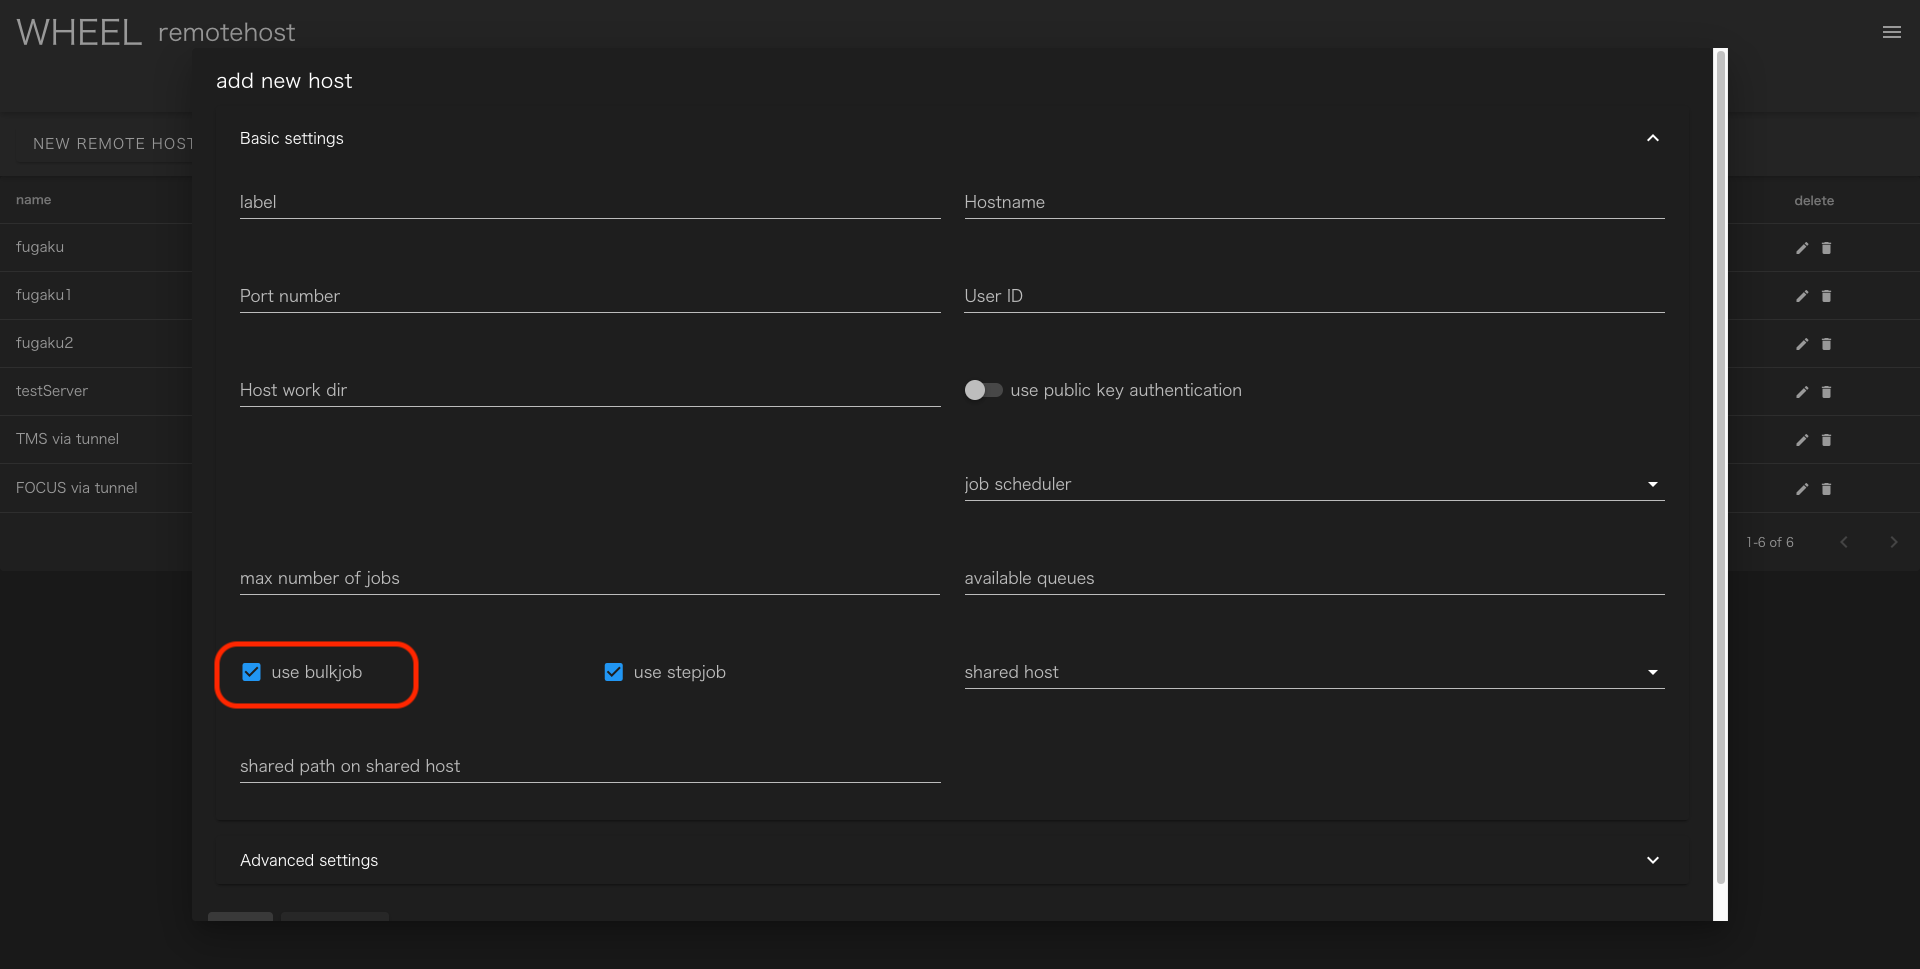 WHEEL remotehost
add new host
Basic settings
NEW REMOTE HOST
name
delete
label
Hostname
fugaku
fugaku1
Port number
User ID
fugaku2
testServer
Host work dir
use public key authentication
TMS via tunnel
FOCUS via tunnel
job scheduler
1-6 of 6
max number of jobs
available queues
use bulkjob
use stepjob
shared host
shared path on shared host
Advanced settings